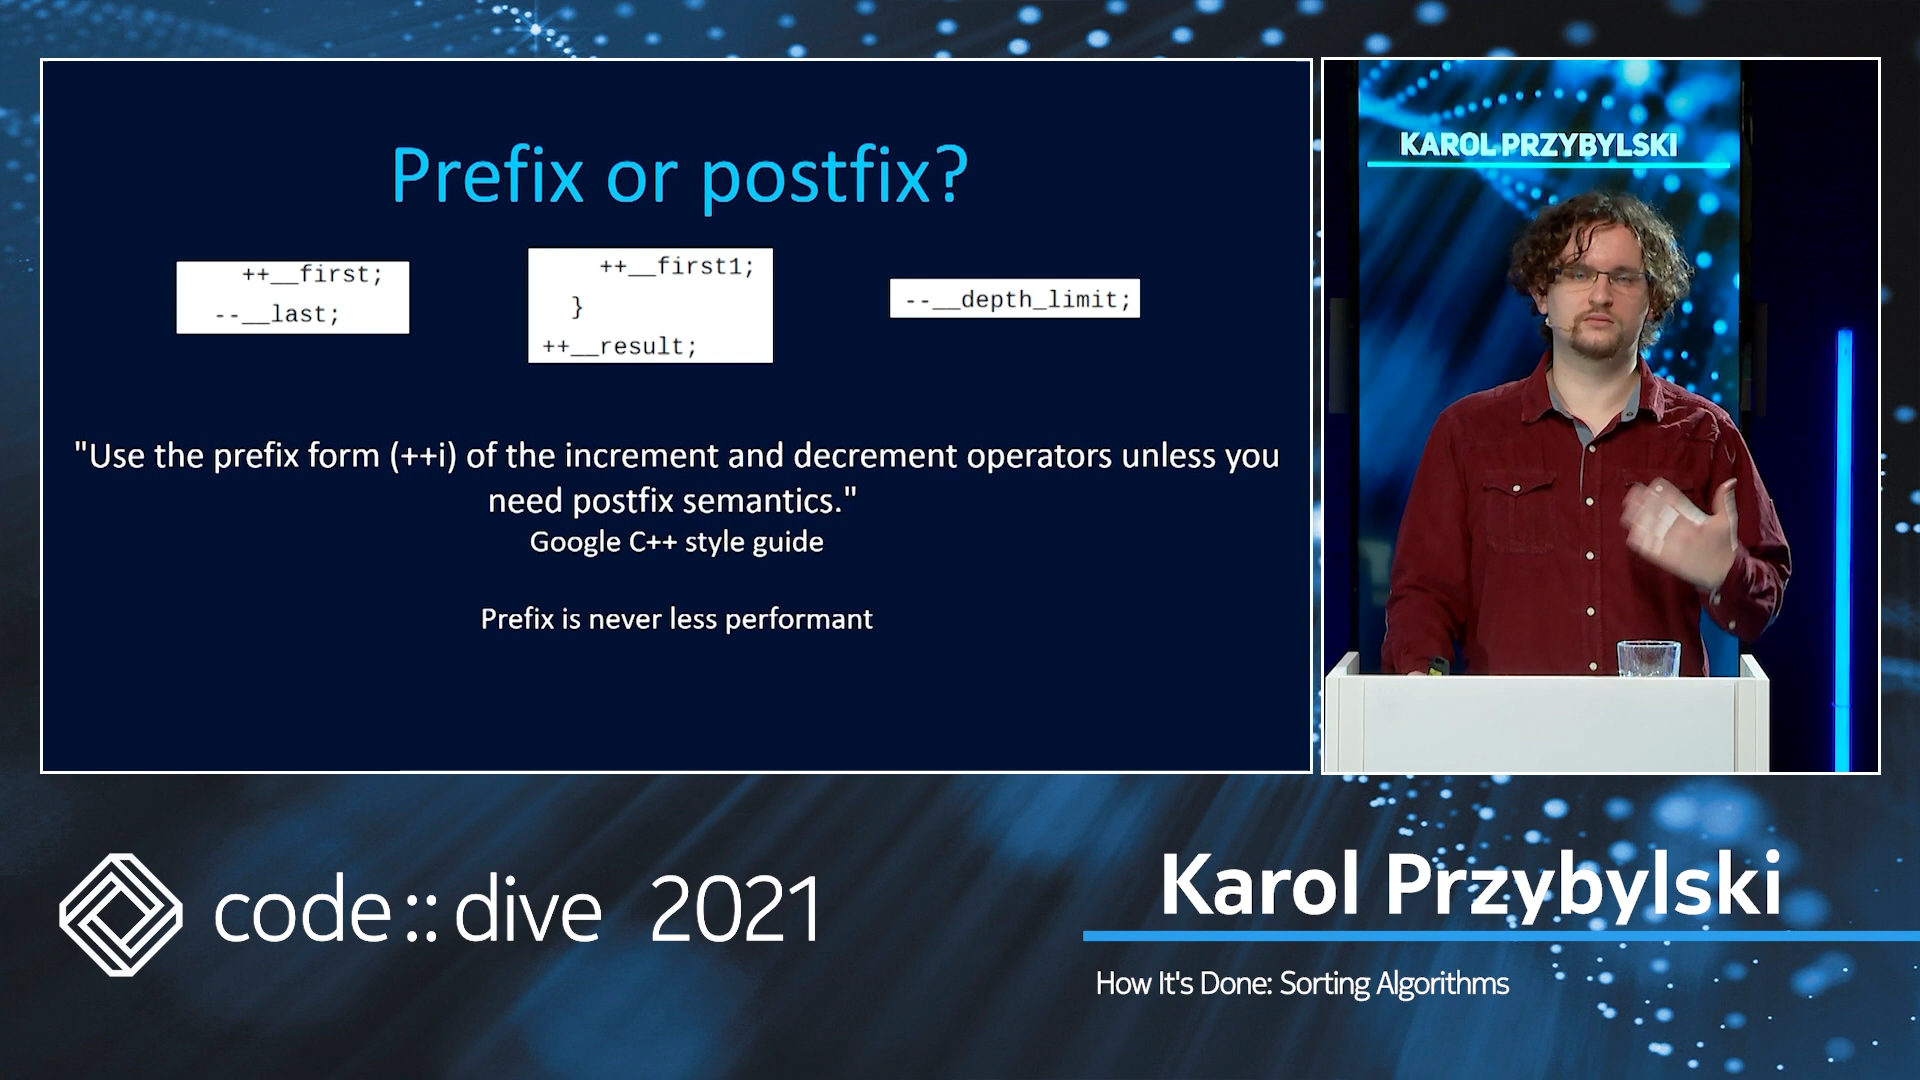 Prefix or postfix?
++__first;
--__last;
++__first1;
}
++__result;
--__depth_limit;
"Use the prefix form (++i) of the increment and decrement operators unless you
need postfix semantics."
Google C++ style guide
Prefix is never less performant
KAROL PRZYBYLSKI
code::dive 2021
Karol Przybylski
How It's Done: Sorting Algorithms